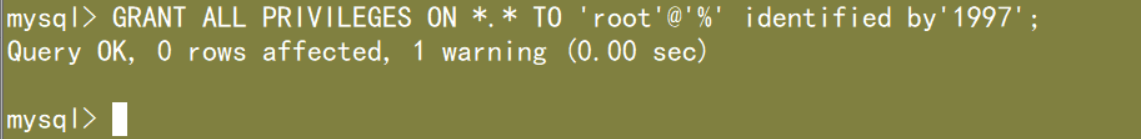 mysql> GRANT ALL PRIVILEGES ON *.* TO 'root'@'%' identified by'1997';
Query OK, 0 rows affected, 1 warning (0.00 sec)
mysql>